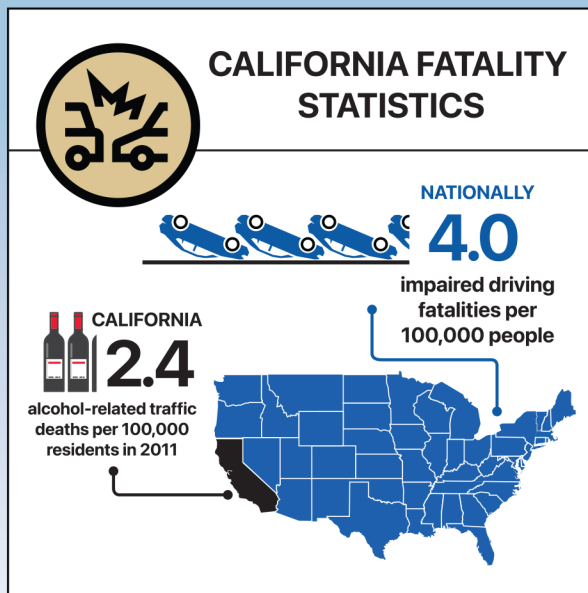 CALIFORNIA FATALITY
STATISTICS
NATIONALLY
4.0
impaired driving
fatalities per
100,000 people
CALIFORNIA
2.4
alcohol-related traffic
deaths per 100,000
residents in 2011